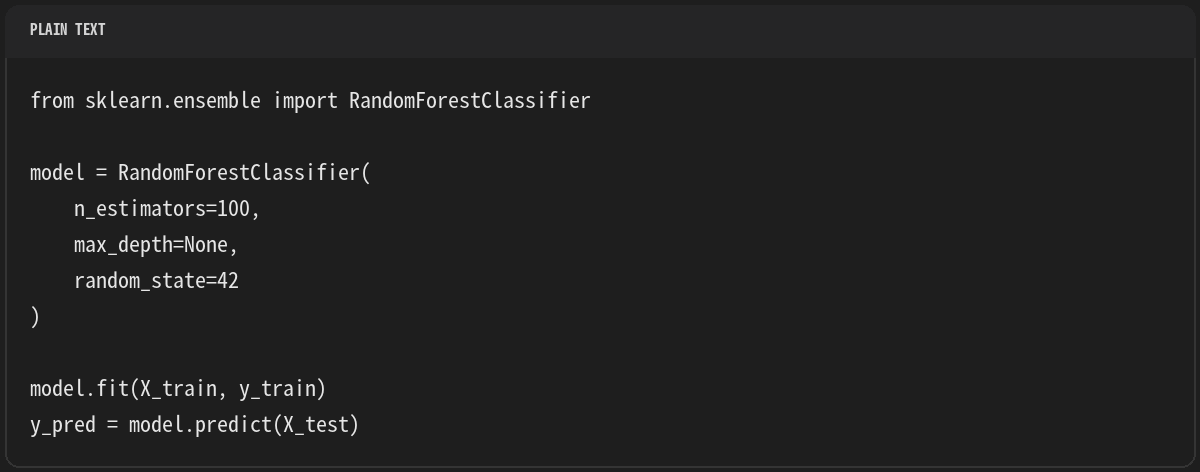 PLAIN TEXT
from sklearn.ensemble import RandomForestClassifier
model = RandomForestClassifier(
    n_estimators=100,
    max_depth=None,
    random_state=42
)
model.fit(X_train, y_train)
y_pred = model.predict(X_test)